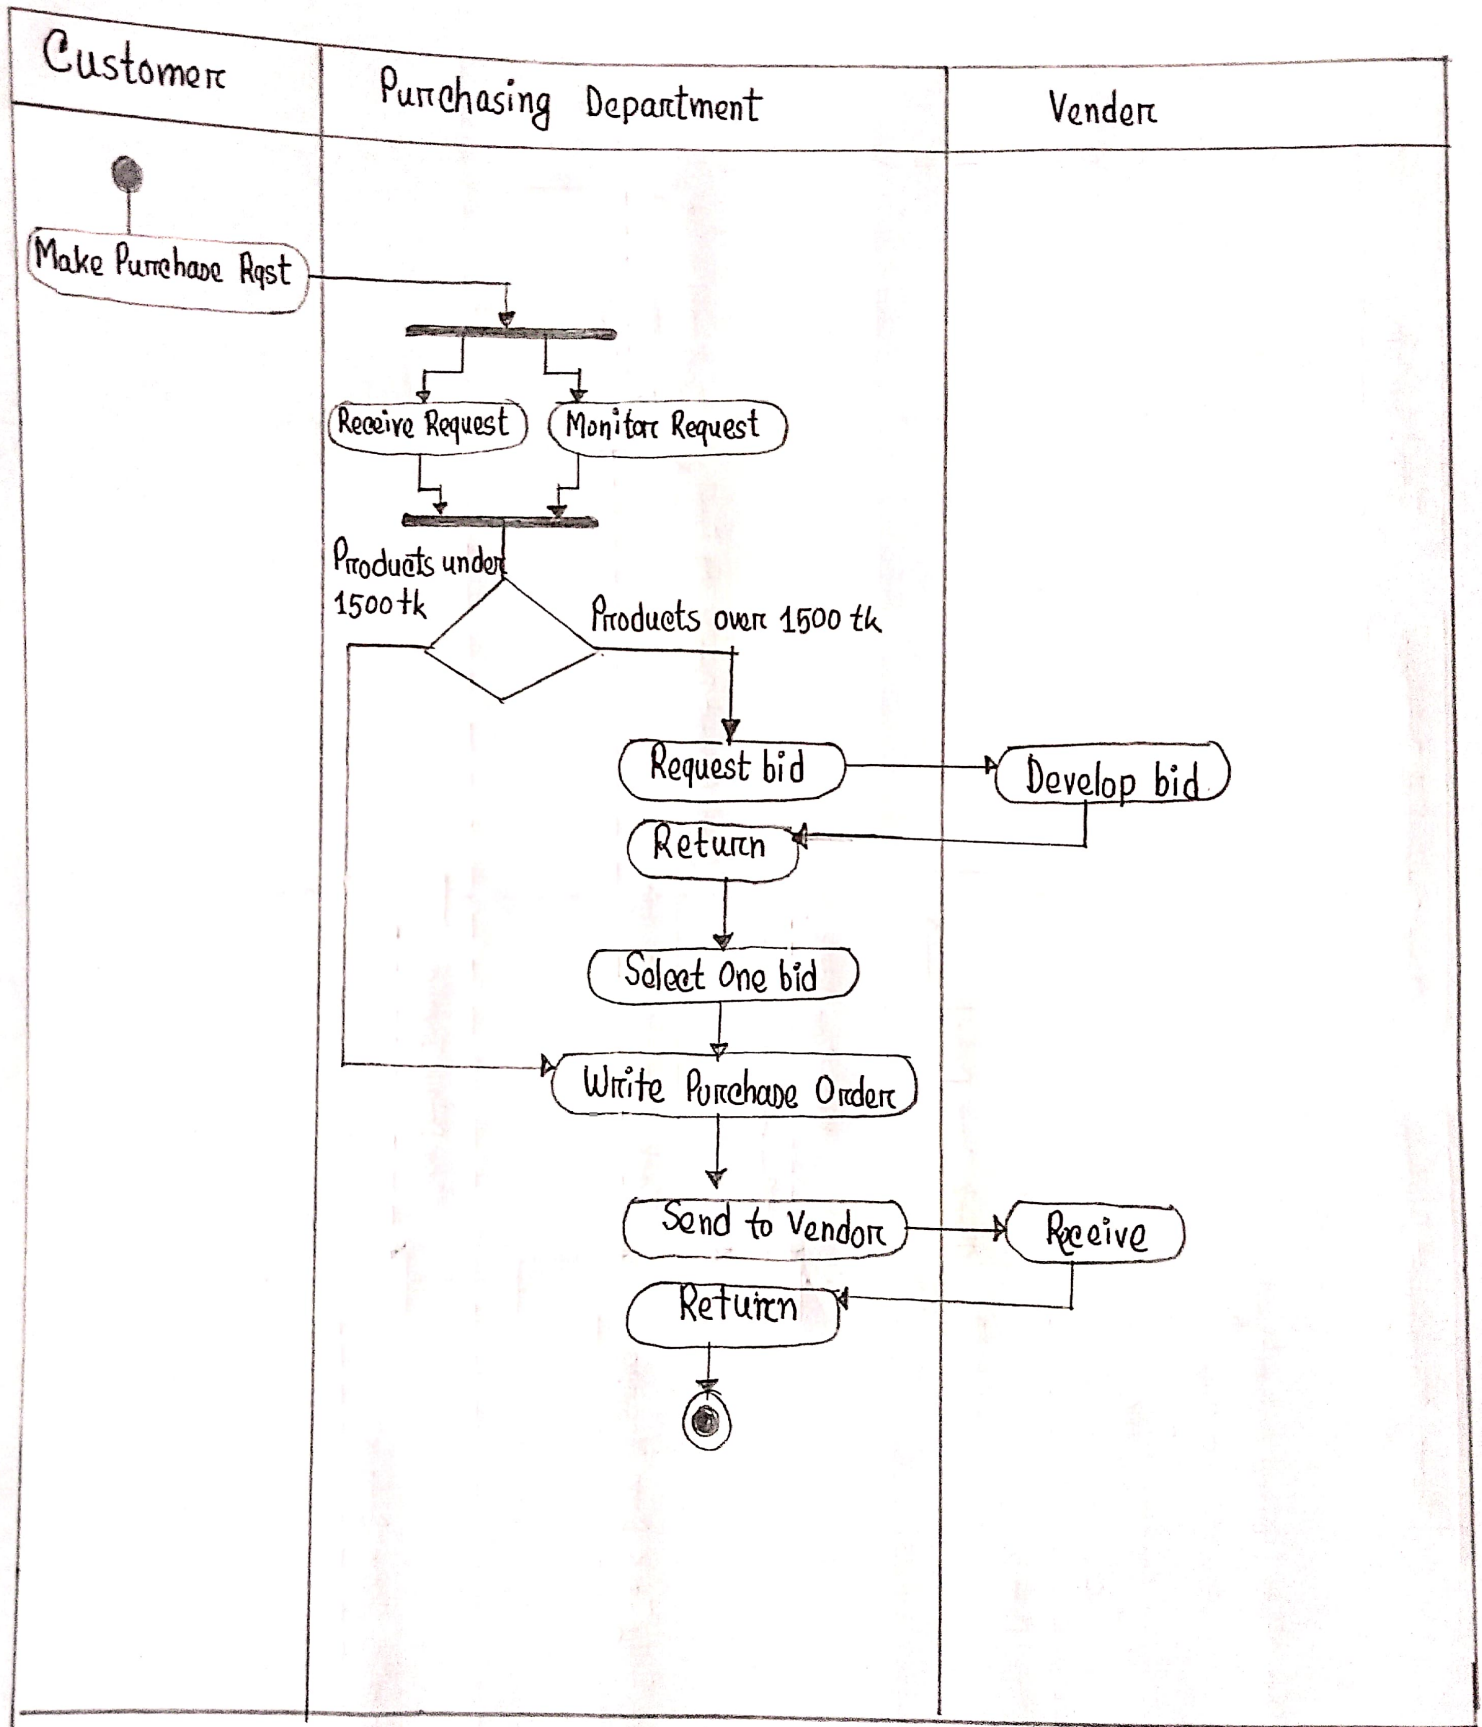 Customer
Purchasing Department
Vender
Make Purchase Rqst
Receive Request
Monitor Request
Products under
1500 tk
Products over 1500 tk
Request bid
Develop bid
Return
Select One bid
Write Purchase Order
Send to Vendor
Receive
Return